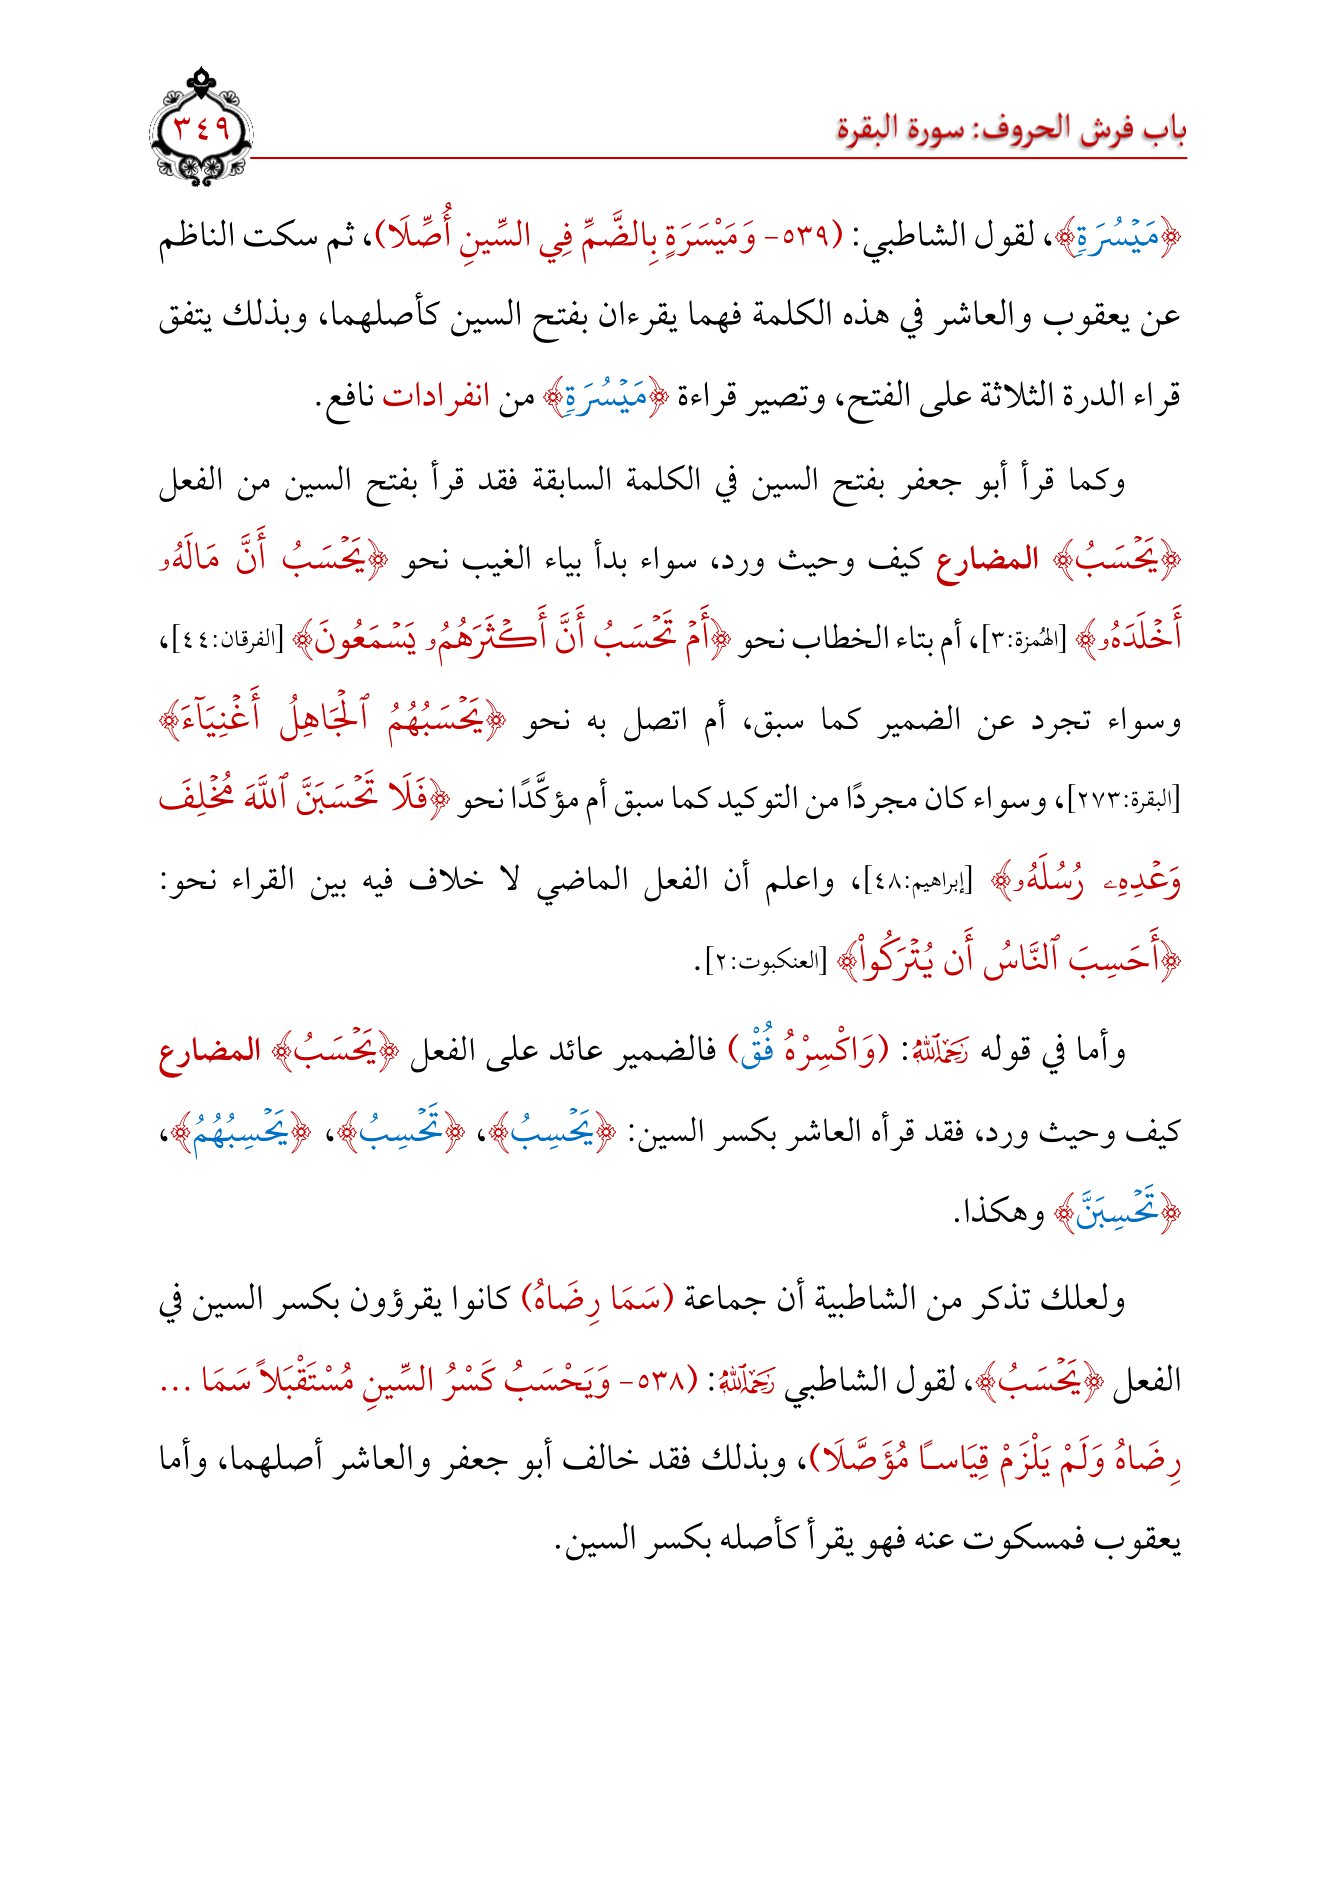 باب فرش الحروف: سورة البقرة
٣٤٩
﴿مَيۡسُرَةٖ﴾، لقول الشاطبي: (٥٣٩- وَمَيْسَرَةٍ بِالضَّمِّ فِي السِّينِ أُصِّلَا)، ثم سكت الناظم
عن يعقوب والعاشر في هذه الكلمة فهما يقرءان بفتح السين كأصلهما، وبذلك يتفق
قراء الدرة الثلاثة على الفتح، وتصير قراءة ﴿مَيۡسُرَةٖ﴾ من انفرادات نافع.
وكما قرأ أبو جعفر بفتح السين في الكلمة السابقة فقد قرأ بفتح السين من الفعل
﴿يَحۡسَبُ﴾ المضارع كيف وحيث ورد، سواء بدأ بياء الغيب نحو ﴿يَحۡسَبُ أَنَّ مَالَهُۥ
أَخۡلَدَهُۥ﴾ [الهُمزة:٣]، أم بتاء الخطاب نحو ﴿أَمۡ تَحۡسَبُ أَنَّ أَكۡثَرَهُمُۥ يَسۡمَعُونَ﴾ [الفرقان:٤٤]،
وسواء تجرد عن الضمير كما سبق، أم اتصل به نحو ﴿يَحۡسَبُهُمُ ٱلۡجَاهِلُ أَغۡنِيَآءَ﴾
[البقرة:٢٧٣]، وسواء كان مجردًا من التوكيد كما سبق أم مؤكَّدًا نحو ﴿فَلَا تَحۡسَبَنَّ ٱللَّهَ مُخۡلِفَ
وَعۡدِهِۦ رُسُلَهُۥ﴾ [إبراهيم:٤٨]، واعلم أن الفعل الماضي لا خلاف فيه بين القراء نحو:
﴿أَحَسِبَ ٱلنَّاسُ أَن يُتۡرَكُواْ﴾ [العنكبوت:٢].
وأما في قوله رَحِمَهُ ٱللَّهُ: (وَاكْسِرْهُ فُقْ) فالضمير عائد على الفعل ﴿يَحۡسَبُ﴾ المضارع
كيف وحيث ورد، فقد قرأه العاشر بكسر السين: ﴿يَحۡسِبُ﴾، ﴿تَحۡسِبُ﴾، ﴿يَحۡسِبُهُمُ﴾،
﴿تَحۡسِبَنَّ﴾ وهكذا.
ولعلك تذكر من الشاطبية أن جماعة (سَمَا رِضَاهُ) كانوا يقرؤون بكسر السين في
الفعل ﴿يَحۡسَبُ﴾، لقول الشاطبي رَحِمَهُ ٱللَّهُ: (٥٣٨- وَيَحْسَبُ كَسْرُ السِّينِ مُسْتَقْبَلاً سَمَا ...
رِضَاهُ وَلَمْ يَلْزَمْ قِيَاسًا مُؤَصَّلَا)، وبذلك فقد خالف أبو جعفر والعاشر أصلهما، وأما
يعقوب فمسكوت عنه فهو يقرأ كأصله بكسر السين.